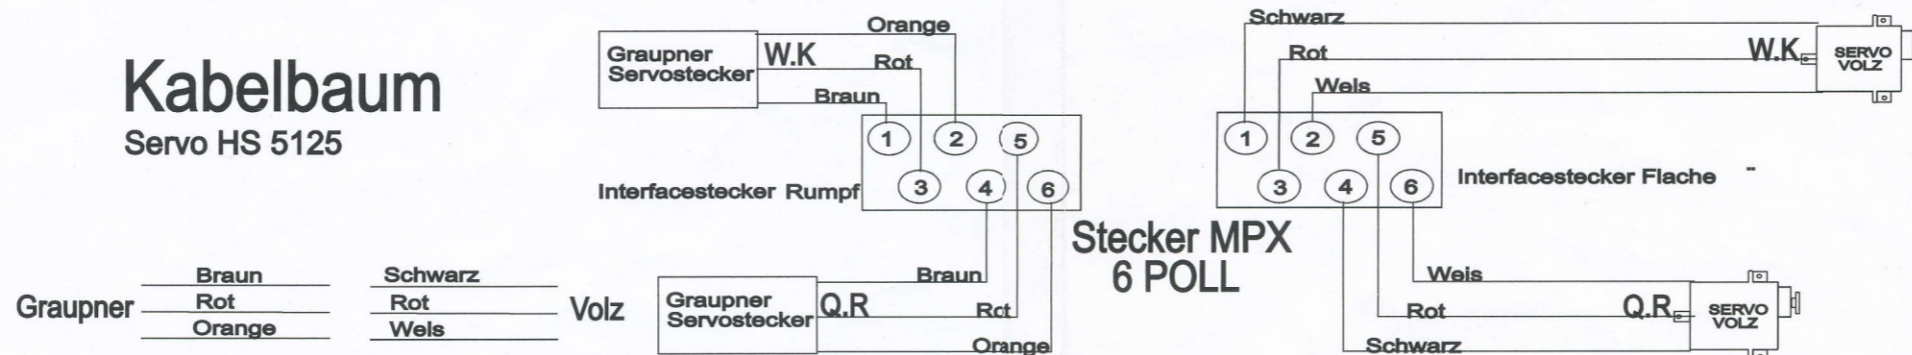 Kabelbaum
Servo HS 5125
Graupner
Servostecker
W.K
Orange
Rot
Braun
1 2 5
3 4 6
Interfacestecker Rumpf
Schwarz
Rot
Weis
W.K
SERVO
VOLZ
1 2 5
3 4 6
Interfacestecker Flache -
Stecker MPX
6 POLL
Graupner
Braun
Rot
Orange
Schwarz
Rot
Weis
Volz
Graupner
Servostecker
Q.R
Braun
Rot
Orange
Weis
Rot
Schwarz
Q.R
SERVO
VOLZ